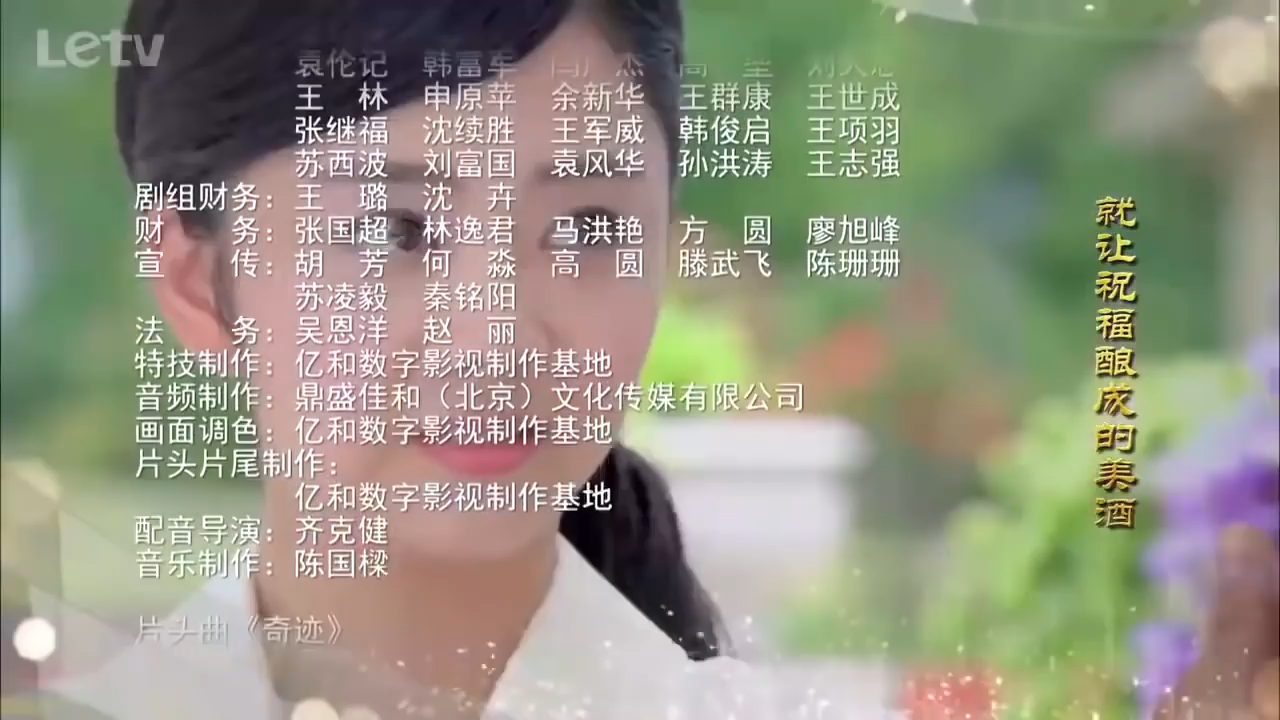 Letv
袁伦记 韩富军
王 林 申原苹 余新华 王群康 王世成
张继福 沈续胜 王军威 韩俊启 王项羽
苏西波 刘富国 袁风华 孙洪涛 王志强
剧组财务：王 璐 沈 卉
财 务：张国超 林逸君 马洪艳 方 圆 廖旭峰
宣 传：胡 芳 何 淼 高 圆 滕武飞 陈珊珊
苏凌毅 秦铭阳
法 务：吴恩洋 赵 丽
特技制作：亿和数字影视制作基地
音频制作：鼎盛佳和（北京）文化传媒有限公司
画面调色：亿和数字影视制作基地
片头片尾制作：
亿和数字影视制作基地
配音导演：齐克健
音乐制作：陈国樑
片头曲《奇迹》
就让祝福酿成的美酒